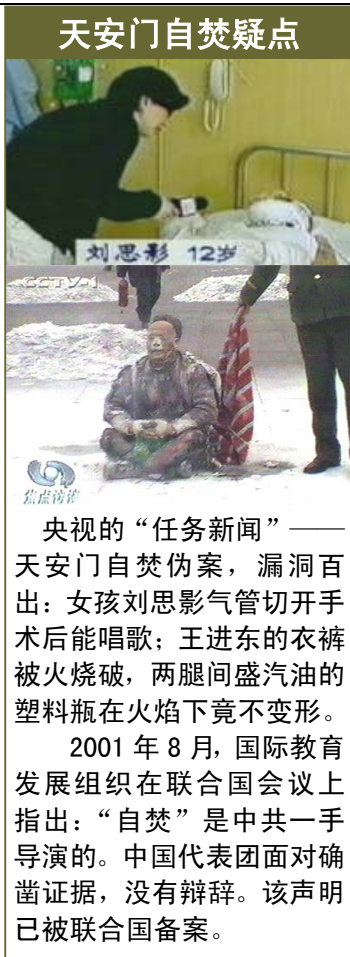 天安门自焚疑点
刘思影 12岁
CCTV-1
焦点访谈
央视的“任务新闻”——
天安门自焚伪案，漏洞百
出：女孩刘思影气管切开手
术后能唱歌；王进东的衣裤
被火烧破，两腿间盛汽油的
塑料瓶在火焰下竟不变形。
2001 年 8 月，国际教育
发展组织在联合国会议上
指出：“自焚”是中共一手
导演的。中国代表团面对确
凿证据，没有辩辞。该声明
已被联合国备案。